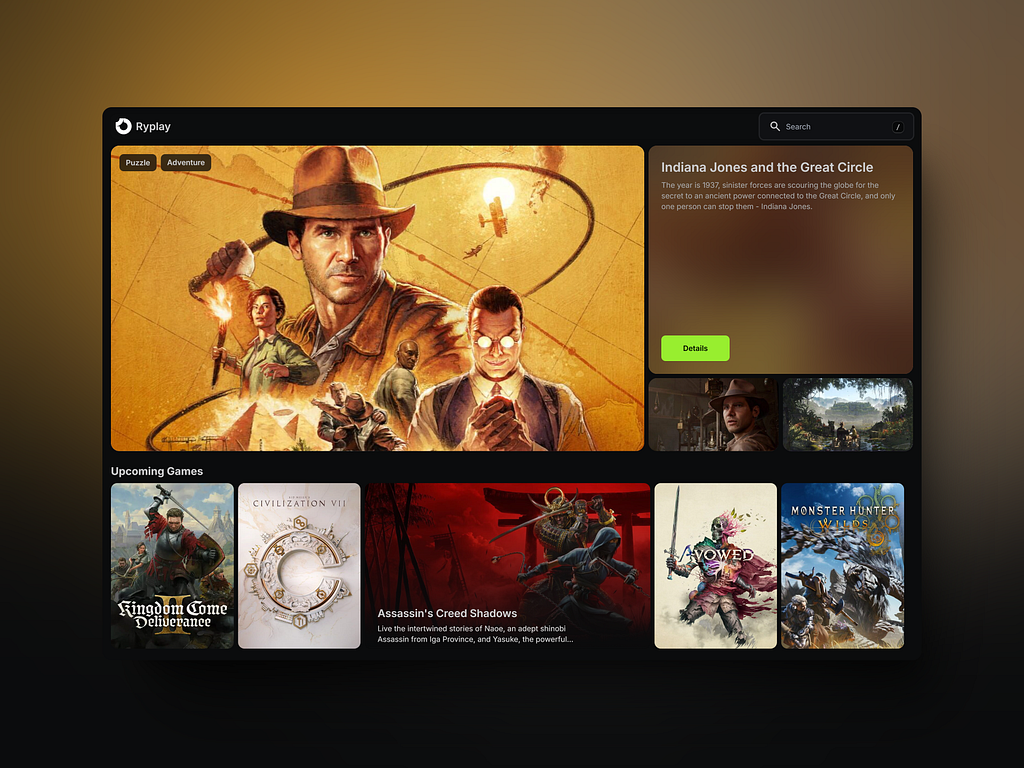 Ryplay
Search
/
Puzzle
Adventure
Indiana Jones and the Great Circle
The year is 1937, sinister forces are scouring the globe for the
secret to an ancient power connected to the Great Circle, and only
one person can stop them - Indiana Jones.
Details
Upcoming Games
Kingdom Come
II
Deliverance
CIVILIZATION VII
Assassin's Creed Shadows
Live the intertwined stories of Naoe, an adept shinobi
Assassin from Iga Province, and Yasuke, the powerful...
AVOWED
MONSTER HUNTER
WILDS